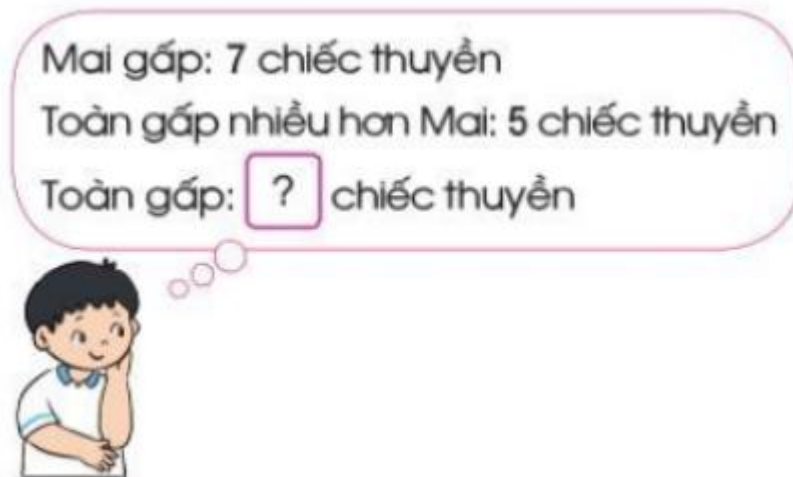 Mai gấp: 7 chiếc thuyền
Toàn gấp nhiều hơn Mai: 5 chiếc thuyền
Toàn gấp: ? chiếc thuyền